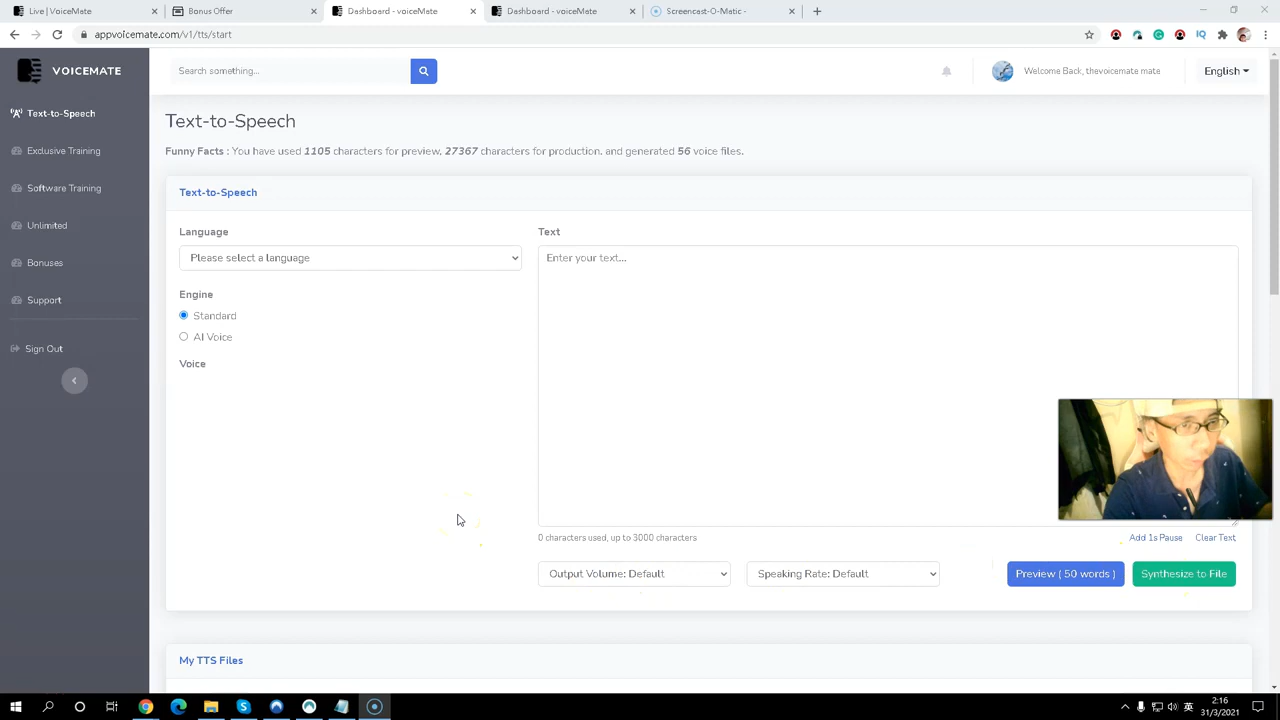 Live | VoiceMate
Bonus Offer
Dashboard - voiceMate
Dashboard - voiceMate
Screencast-O-Matic -
appvoicemate.com/v1/tts/start
VOICEMATE
Search something...
Welcome Back, thevoicemate mate
English
Text-to-Speech
Exclusive Training
Software Training
Unlimited
Bonuses
Support
Sign Out
Text-to-Speech
Funny Facts : You have used 1105 characters for preview, 27367 characters for production, and generated 56 voice files.
Text-to-Speech
Language
Please select a language
Engine
Standard
AI Voice
Voice
Text
Enter your text...
0 characters used, up to 3000 characters
Add 1s Pause
Clear Text
Output Volume: Default
Speaking Rate: Default
Preview ( 50 words )
Synthesize to File
My TTS Files
英
2:16
31/3/2021